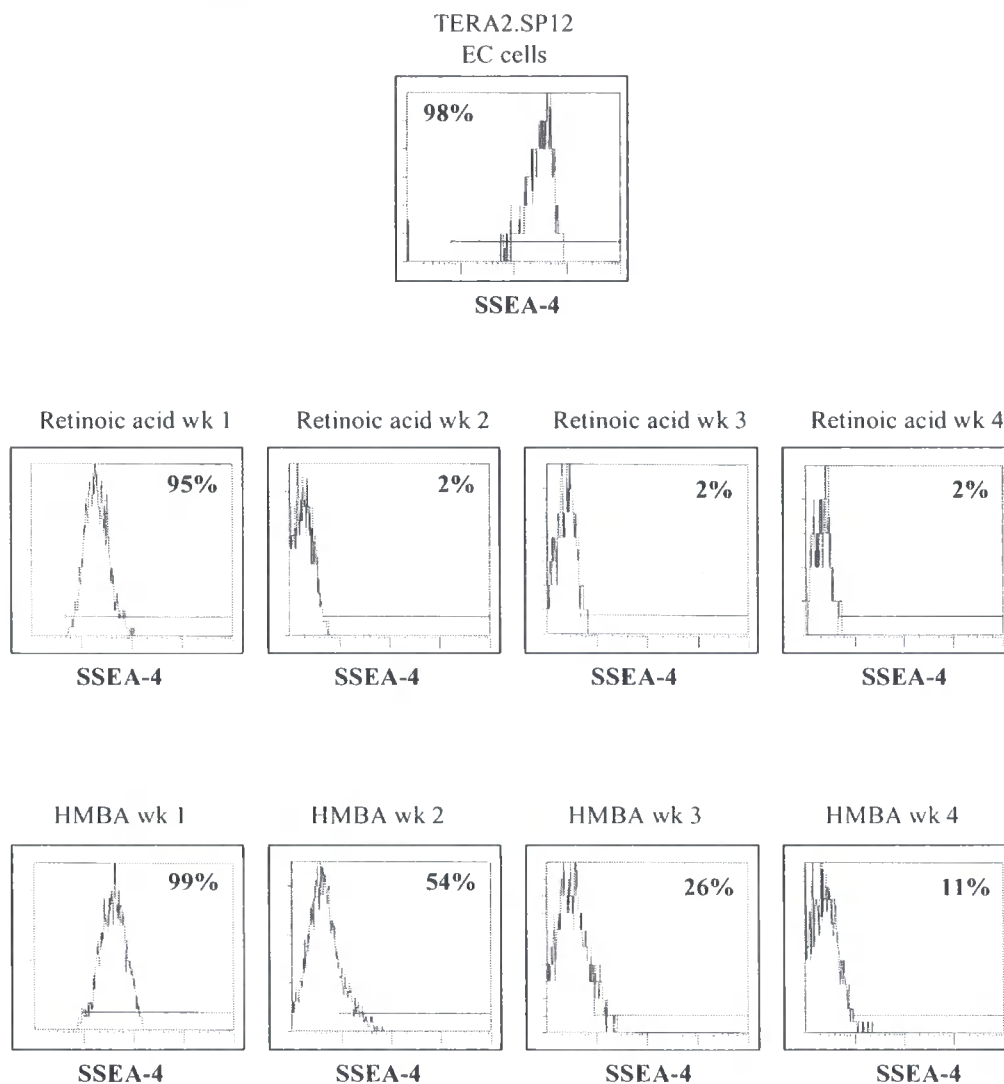 TERA2.SP12
EC cells
98%
SSEA-4
Retinoic acid wk 1
Retinoic acid wk 2
Retinoic acid wk 3
Retinoic acid wk 4
95%
2%
2%
2%
SSEA-4
SSEA-4
SSEA-4
SSEA-4
HMBA wk 1
HMBA wk 2
HMBA wk 3
HMBA wk 4
99%
54%
26%
11%
SSEA-4
SSEA-4
SSEA-4
SSEA-4